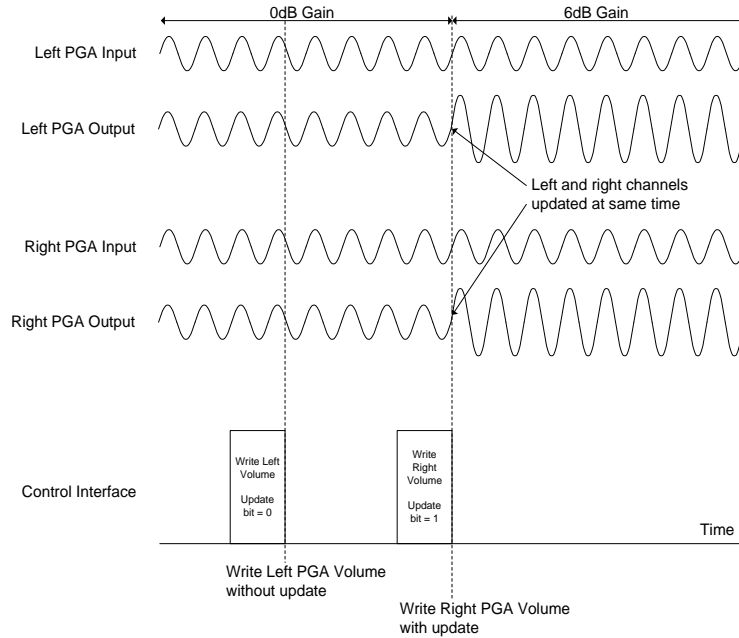 0dB Gain
6dB Gain
Left PGA Input
Left PGA Output
Left and right channels
updated at same time
Right PGA Input
Right PGA Output
Control Interface
Write Left
Volume
Update
bit = 0
Write
Right
Volume
Update
bit = 1
Time
Write Left PGA Volume
without update
Write Right PGA Volume
with update